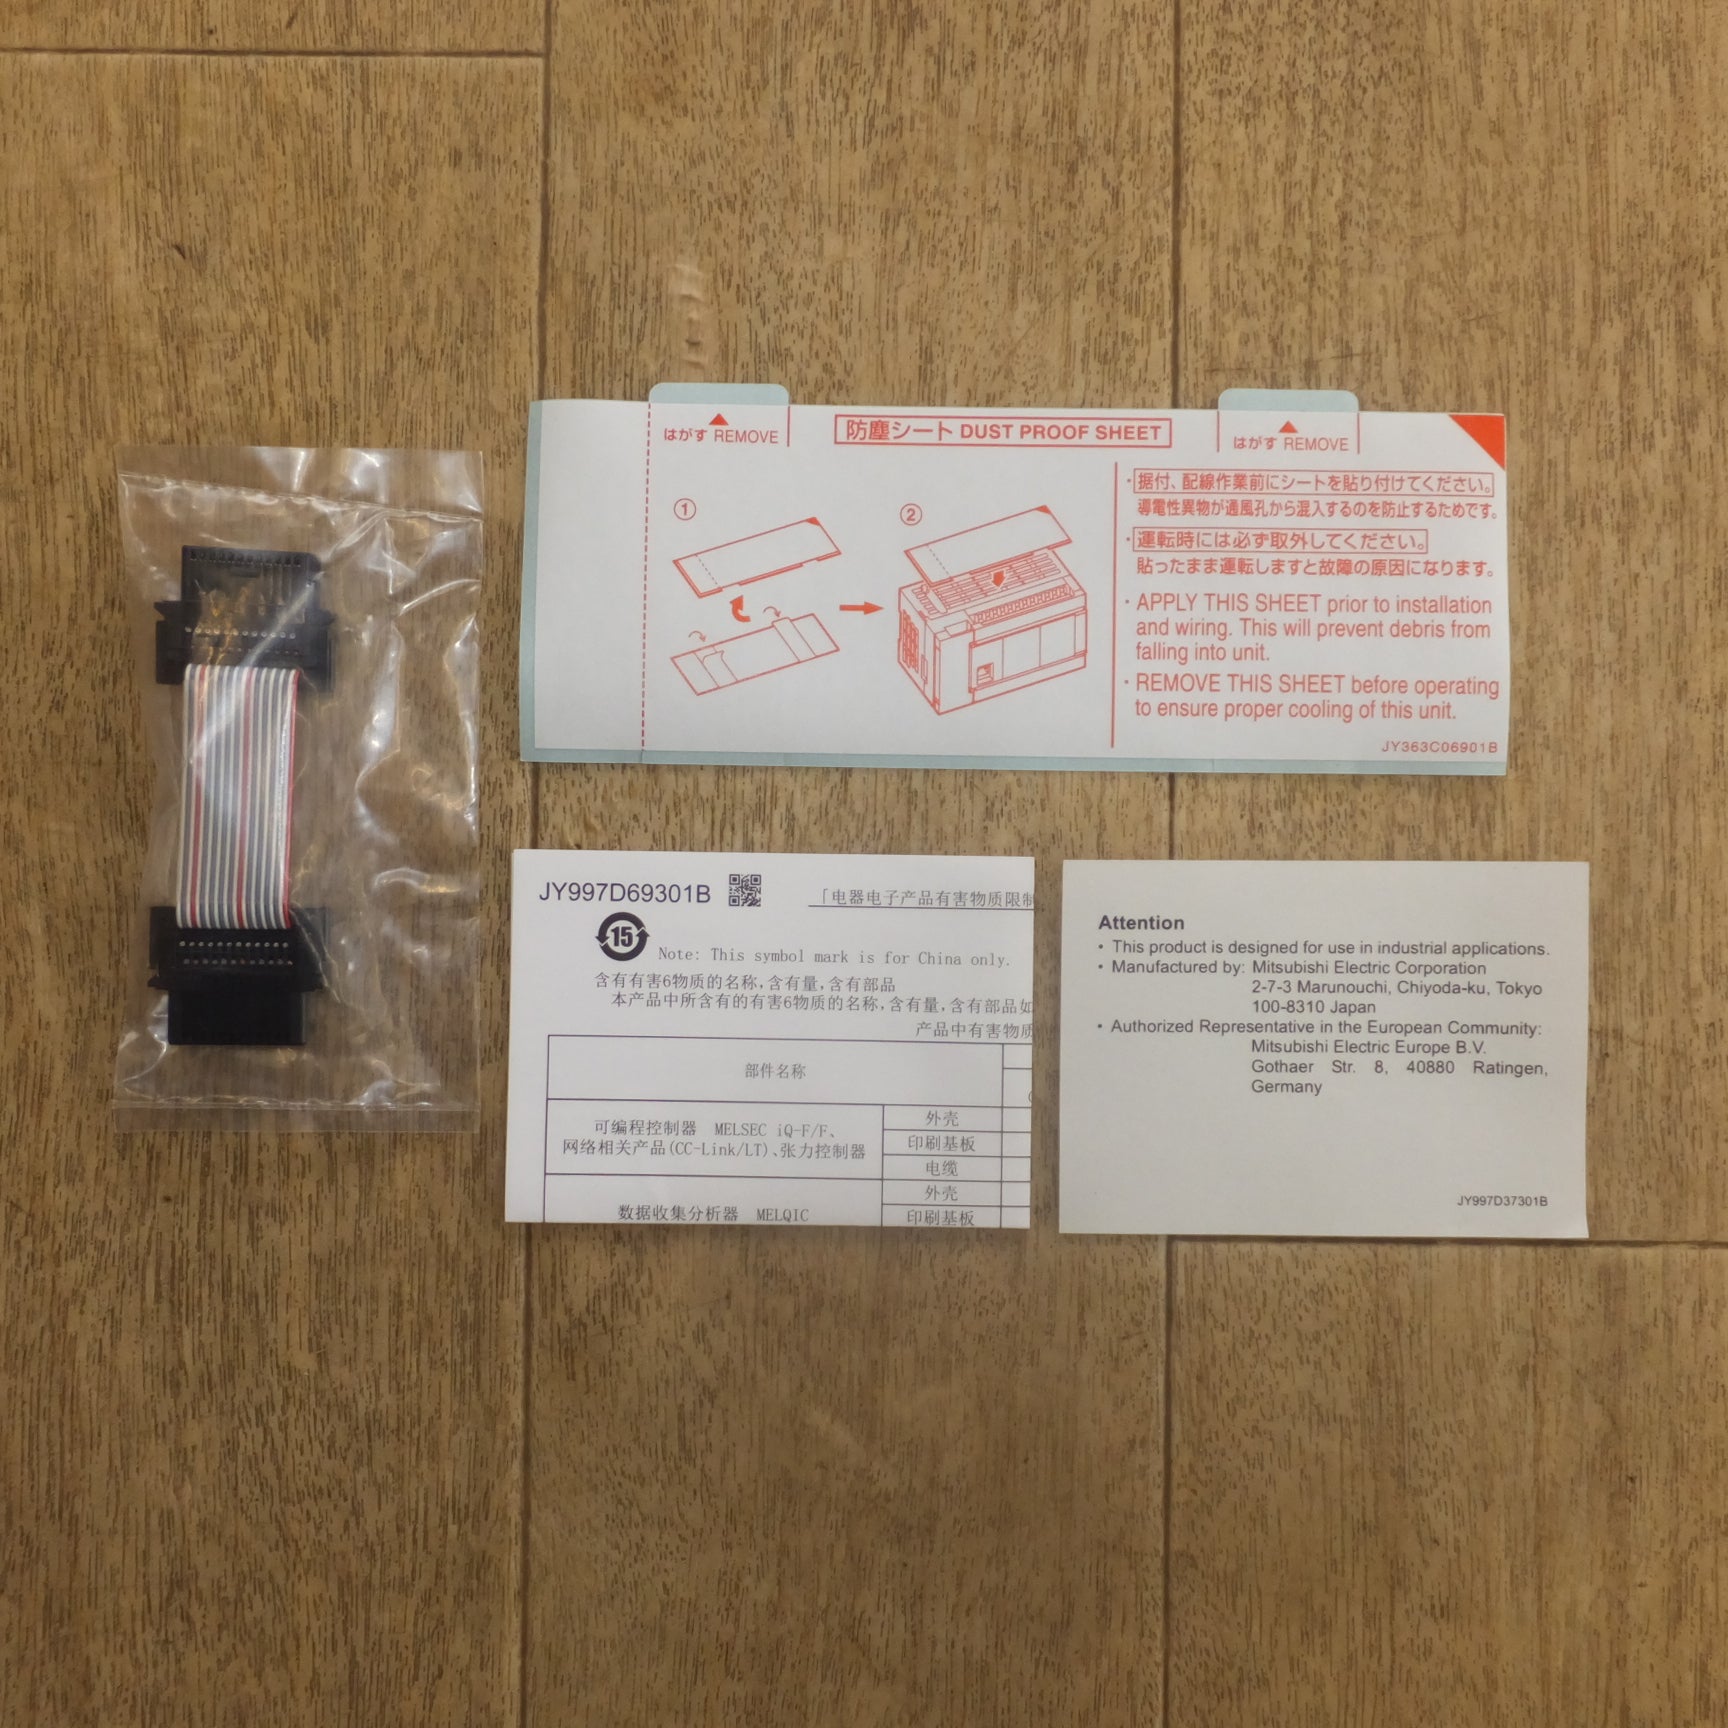 はがす REMOVE
防塵シート DUST PROOF SHEET
はがす REMOVE
①
②
・据付、配線作業前にシートを貼り付けてください。
導電性異物が通風孔から混入するのを防止するためです。
・運転時には必ず取外してください。
貼ったまま運転しますと故障の原因になります。
・APPLY THIS SHEET prior to installation
and wiring. This will prevent debris from
falling into unit.
・REMOVE THIS SHEET before operating
to ensure proper cooling of this unit.
JY363C06901B
JY997D69301B
「电器电子产品有害物质限制
15
Note: This symbol mark is for China only.
含有有害6物质的名称,含有量,含有部品
本产品中所含有的有害6物质的名称,含有量,含有部品如
产品中有害物质
部件名称
可编程控制器 MELSEC iQ-F/F、
网络相关产品(CC-Link/LT)、张力控制器
外壳
印刷基板
电缆
数据收集分析器 MELQIC
外壳
印刷基板
Attention
• This product is designed for use in industrial applications.
• Manufactured by: Mitsubishi Electric Corporation
2-7-3 Marunouchi, Chiyoda-ku, Tokyo
100-8310 Japan
• Authorized Representative in the European Community:
Mitsubishi Electric Europe B.V.
Gothaer Str. 8, 40880 Ratingen,
Germany
JY997D37301B